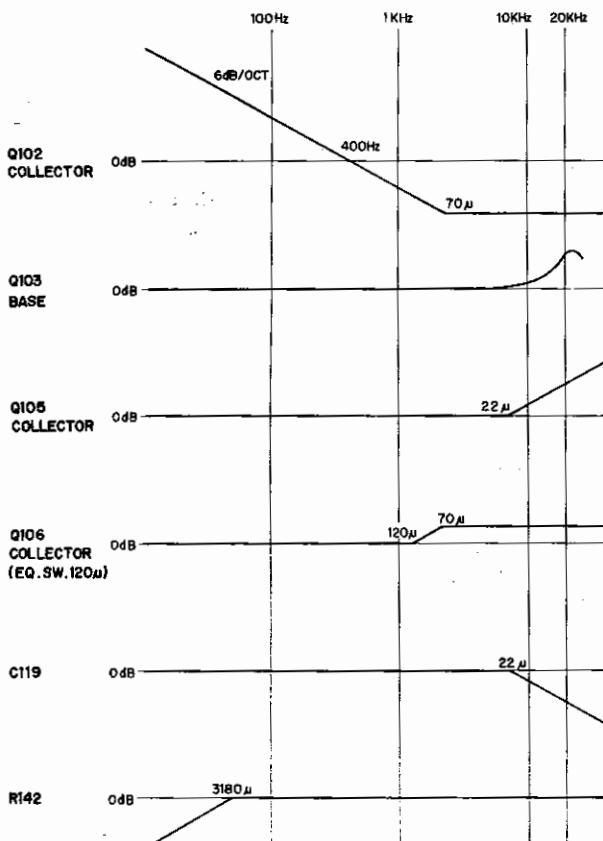 100Hz 1KHz 10KHz 20KHz
6dB/OCT
400Hz
Q102
COLLECTOR
0dB
70μ
Q103
BASE
0dB
Q105
COLLECTOR
0dB
22μ
Q106
COLLECTOR
(EQ.SW.120μ)
0dB
120μ
70μ
C119
0dB
22μ
R142
0dB
3180μ